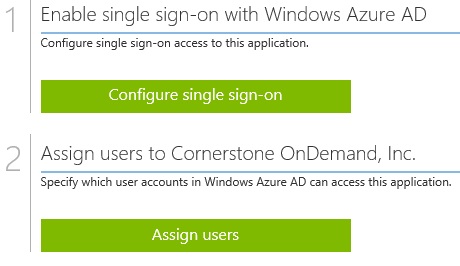 1 Enable single sign-on with Windows Azure AD
Configure single sign-on access to this application.
Configure single sign-on
2 Assign users to Cornerstone OnDemand, Inc.
Specify which user accounts in Windows Azure AD can access this application.
Assign users